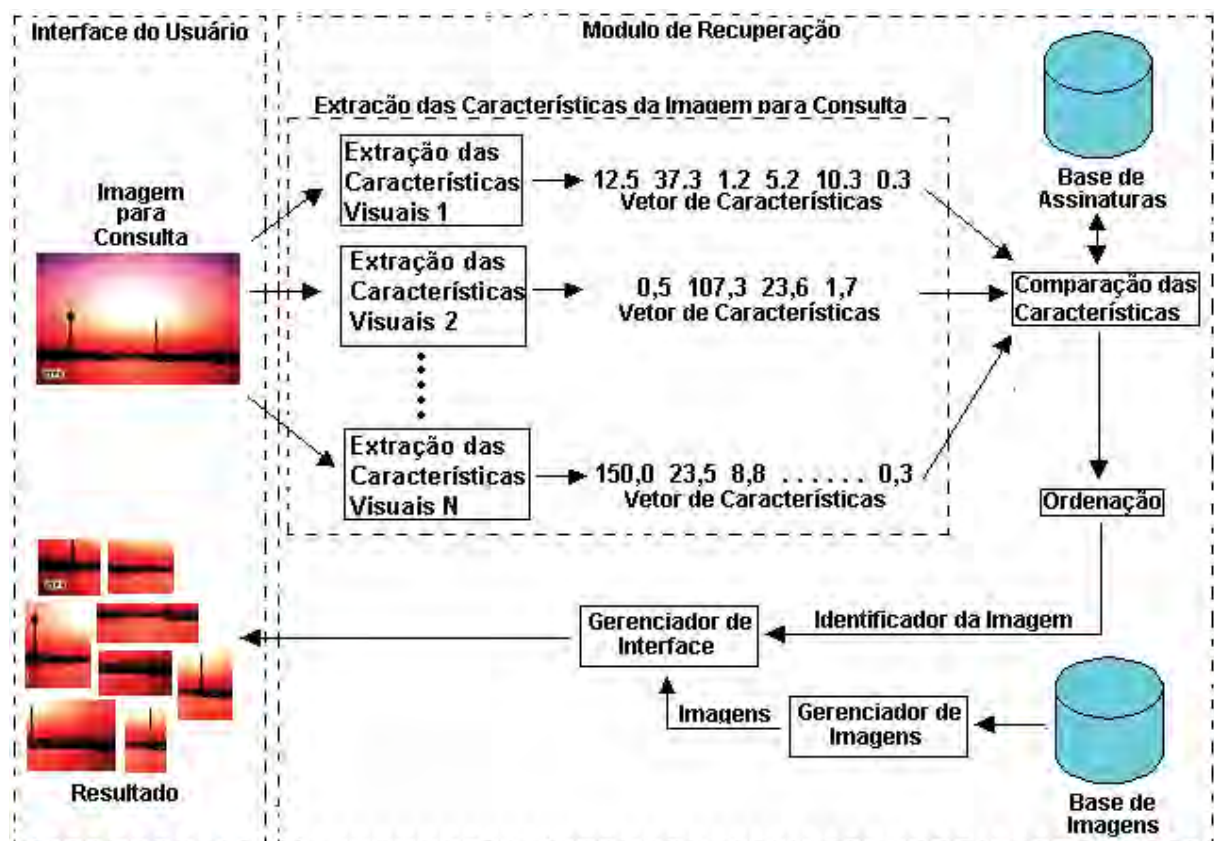 Interface do Usuário
Modulo de Recuperação
Extração das Características da Imagem para Consulta
Imagem
para
Consulta
Extração das
Características
Visuais 1
12.5 37.3 1.2 5.2 10.3 0.3
Vetor de Características
Extração das
Características
Visuais 2
0,5 107,3 23,6 1,7
Vetor de Características
Extração das
Características
Visuais N
150,0 23,5 8,8 . . . . . . 0,3
Vetor de Características
Base de
Assinaturas
Comparação das
Características
Ordenação
Identificador da Imagem
Gerenciador de
Interface
Imagens
Gerenciador de
Imagens
Base de
Imagens
Resultado